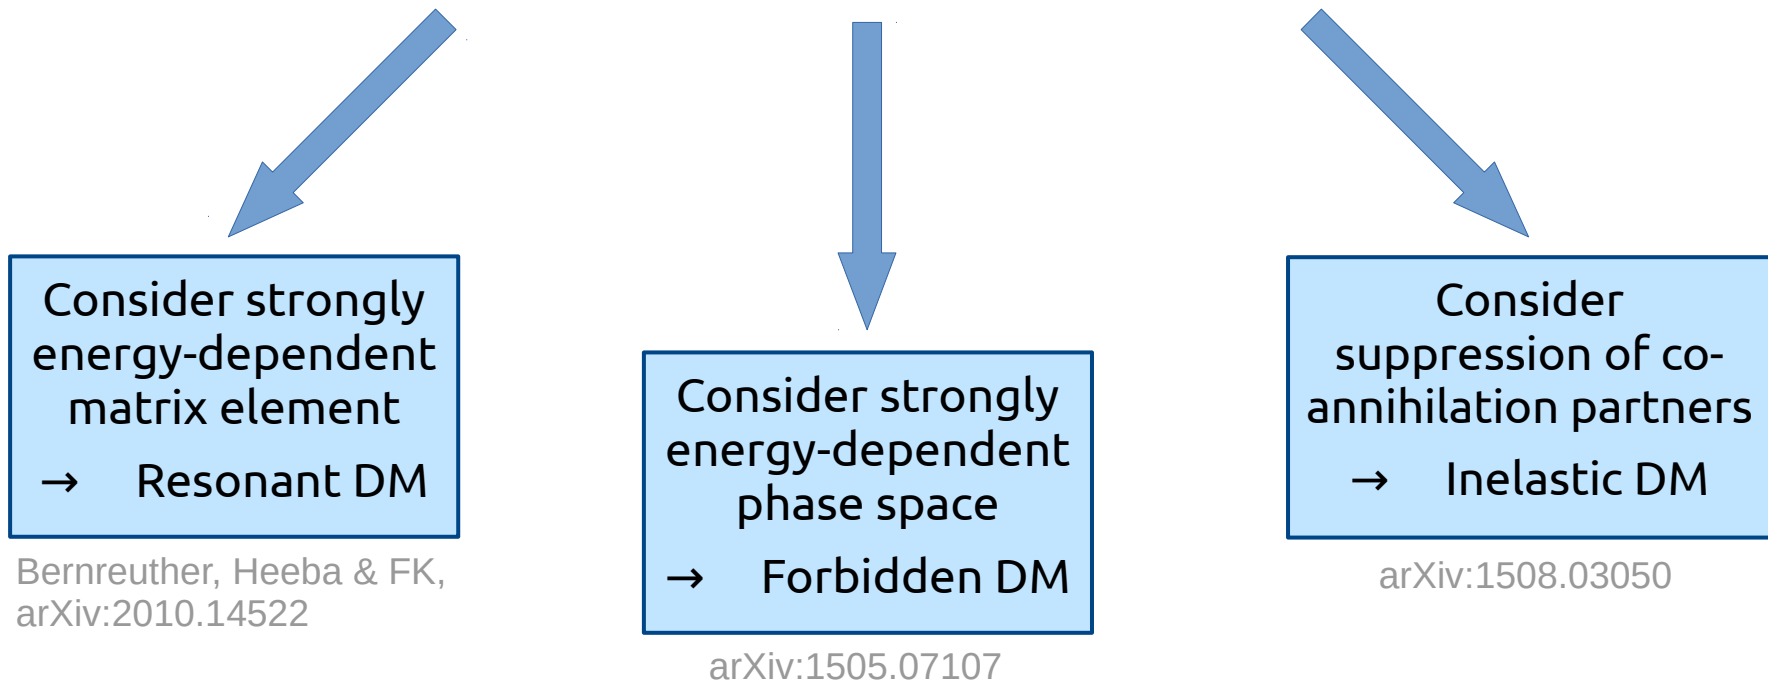 Consider strongly
energy-dependent
matrix element
→ Resonant DM
Bernreuther, Heeba & FK,
arXiv:2010.14522
Consider strongly
energy-dependent
phase space
→ Forbidden DM
arXiv:1505.07107
Consider
suppression of co-
annihilation partners
→ Inelastic DM
arXiv:1508.03050